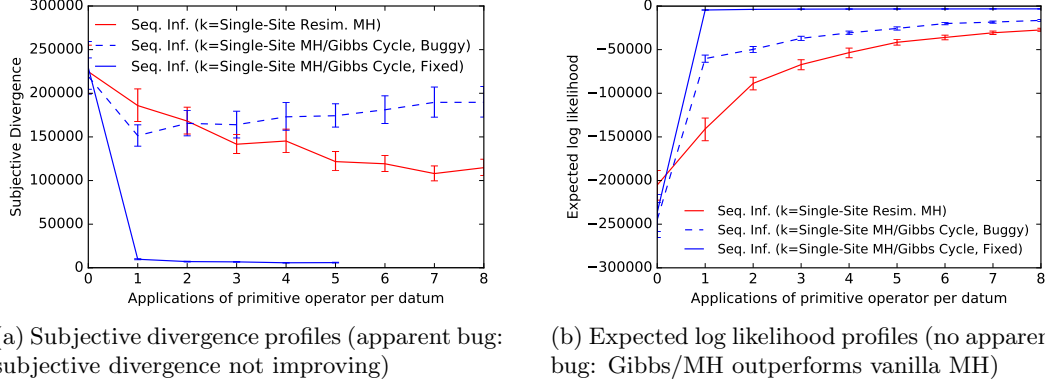 300000
250000
200000
150000
100000
50000
0
Subjective Divergence
Seq. Inf. (k=Single-Site Resim. MH)
Seq. Inf. (k=Single-Site MH/Gibbs Cycle, Buggy)
Seq. Inf. (k=Single-Site MH/Gibbs Cycle, Fixed)
0 1 2 3 4 5 6 7 8
Applications of primitive operator per datum
(a) Subjective divergence profiles (apparent bug:
subjective divergence not improving)
0
−50000
−100000
−150000
−200000
−250000
−300000
Expected log likelihood
Seq. Inf. (k=Single-Site Resim. MH)
Seq. Inf. (k=Single-Site MH/Gibbs Cycle, Buggy)
Seq. Inf. (k=Single-Site MH/Gibbs Cycle, Fixed)
0 1 2 3 4 5 6 7 8
Applications of primitive operator per datum
(b) Expected log likelihood profiles (no apparent
bug: Gibbs/MH outperforms vanilla MH)